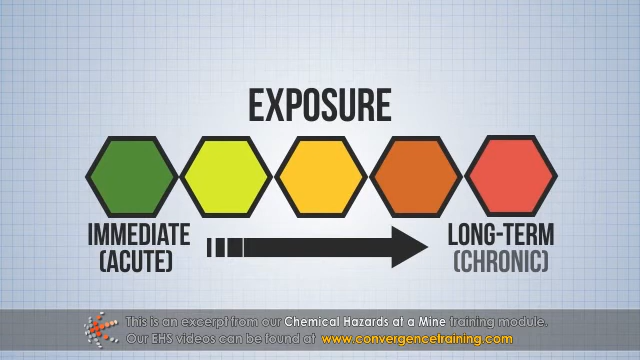 EXPOSURE
IMMEDIATE
(ACUTE)
LONG-TERM
(CHRONIC)
This is an excerpt from our Chemical Hazards at a Mine training module.
Our EHS videos can be found at www.convergencetraining.com